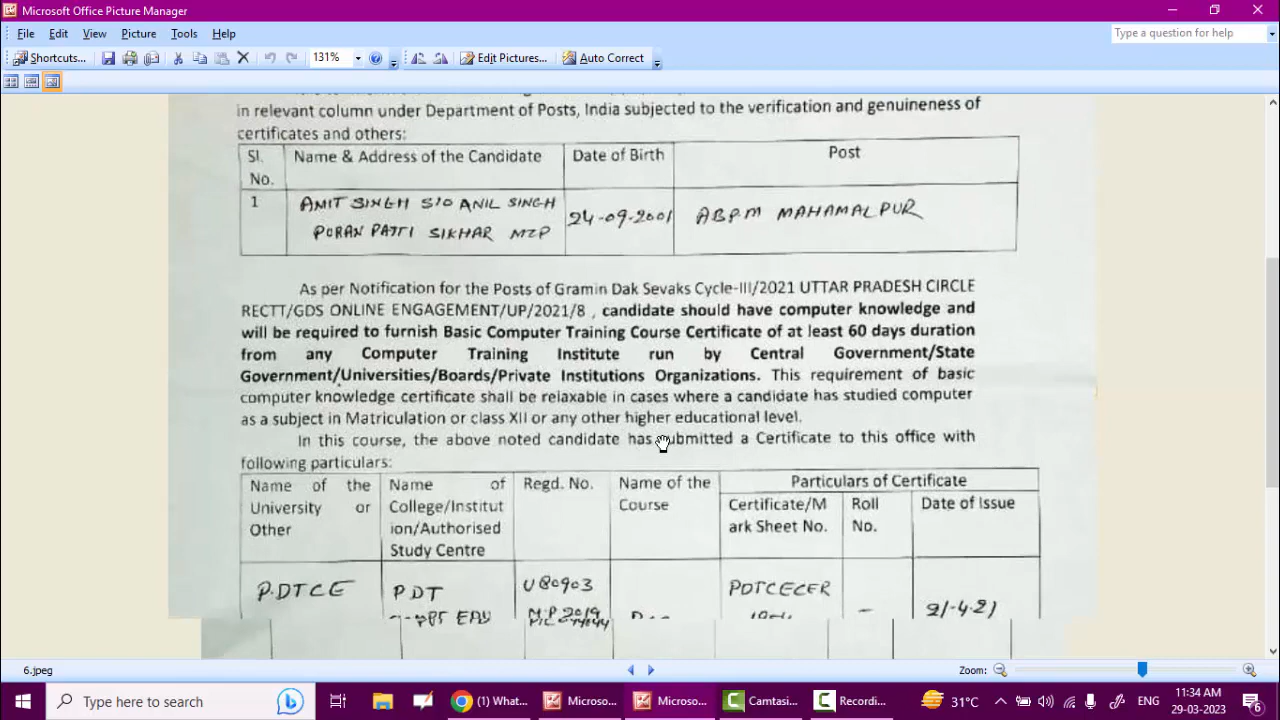 Microsoft Office Picture Manager
File Edit View Picture Tools Help
Type a question for help
Shortcuts... 131% Edit Pictures... Auto Correct
in relevant column under Department of Posts, India subjected to the verification and genuineness of
certificates and others:
Sl. No. Name & Address of the Candidate Date of Birth Post
1 AMIT SINGH S/O ANIL SINGH 24-09-2001 ABPM MAHAMALPUR
PURAN PATTI SIKHAR MZP
As per Notification for the Posts of Gramin Dak Sevaks Cycle-III/2021 UTTAR PRADESH CIRCLE
RECTT/GDS ONLINE ENGAGEMENT/UP/2021/8 , candidate should have computer knowledge and
will be required to furnish Basic Computer Training Course Certificate of at least 60 days duration
from any Computer Training Institute run by Central Government/State
Government/Universities/Boards/Private Institutions Organizations. This requirement of basic
computer knowledge certificate shall be relaxable in cases where a candidate has studied computer
as a subject in Matriculation or class XII or any other higher educational level.
In this course, the above noted candidate has submitted a Certificate to this office with
following particulars:
Name of the University or Other
Name of College/Institution/Authorised Study Centre
Regd. No.
Name of the Course
Particulars of Certificate
Certificate/Mark Sheet No.
Roll No.
Date of Issue
P.DTCE PDT U80903 PDTCECER – 21-4-21
EDU M.P 2019
6.jpeg Zoom:
Type here to search (1) What... Microso... Microso... Camtasi... Recordi... 31°C ENG 11:34 AM
29-03-2023 6